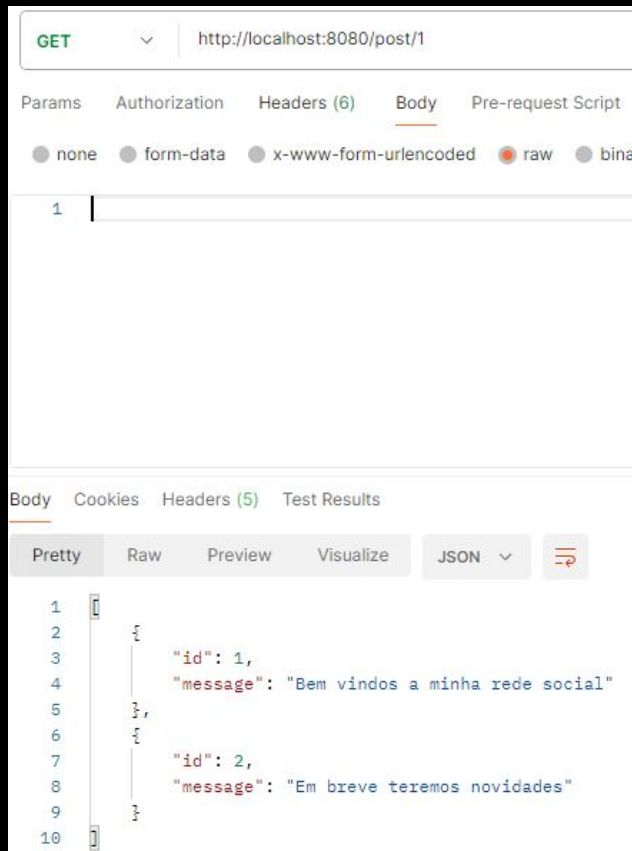 GET http://localhost:8080/post/1
Params Authorization Headers (6) Body Pre-request Script
none form-data x-www-form-urlencoded raw bina
1
Body Cookies Headers (5) Test Results
Pretty Raw Preview Visualize JSON
1 [
2 {
3 "id": 1,
4 "message": "Bem vindos a minha rede social"
5 },
6 {
7 "id": 2,
8 "message": "Em breve teremos novidades"
9 }
10 ]